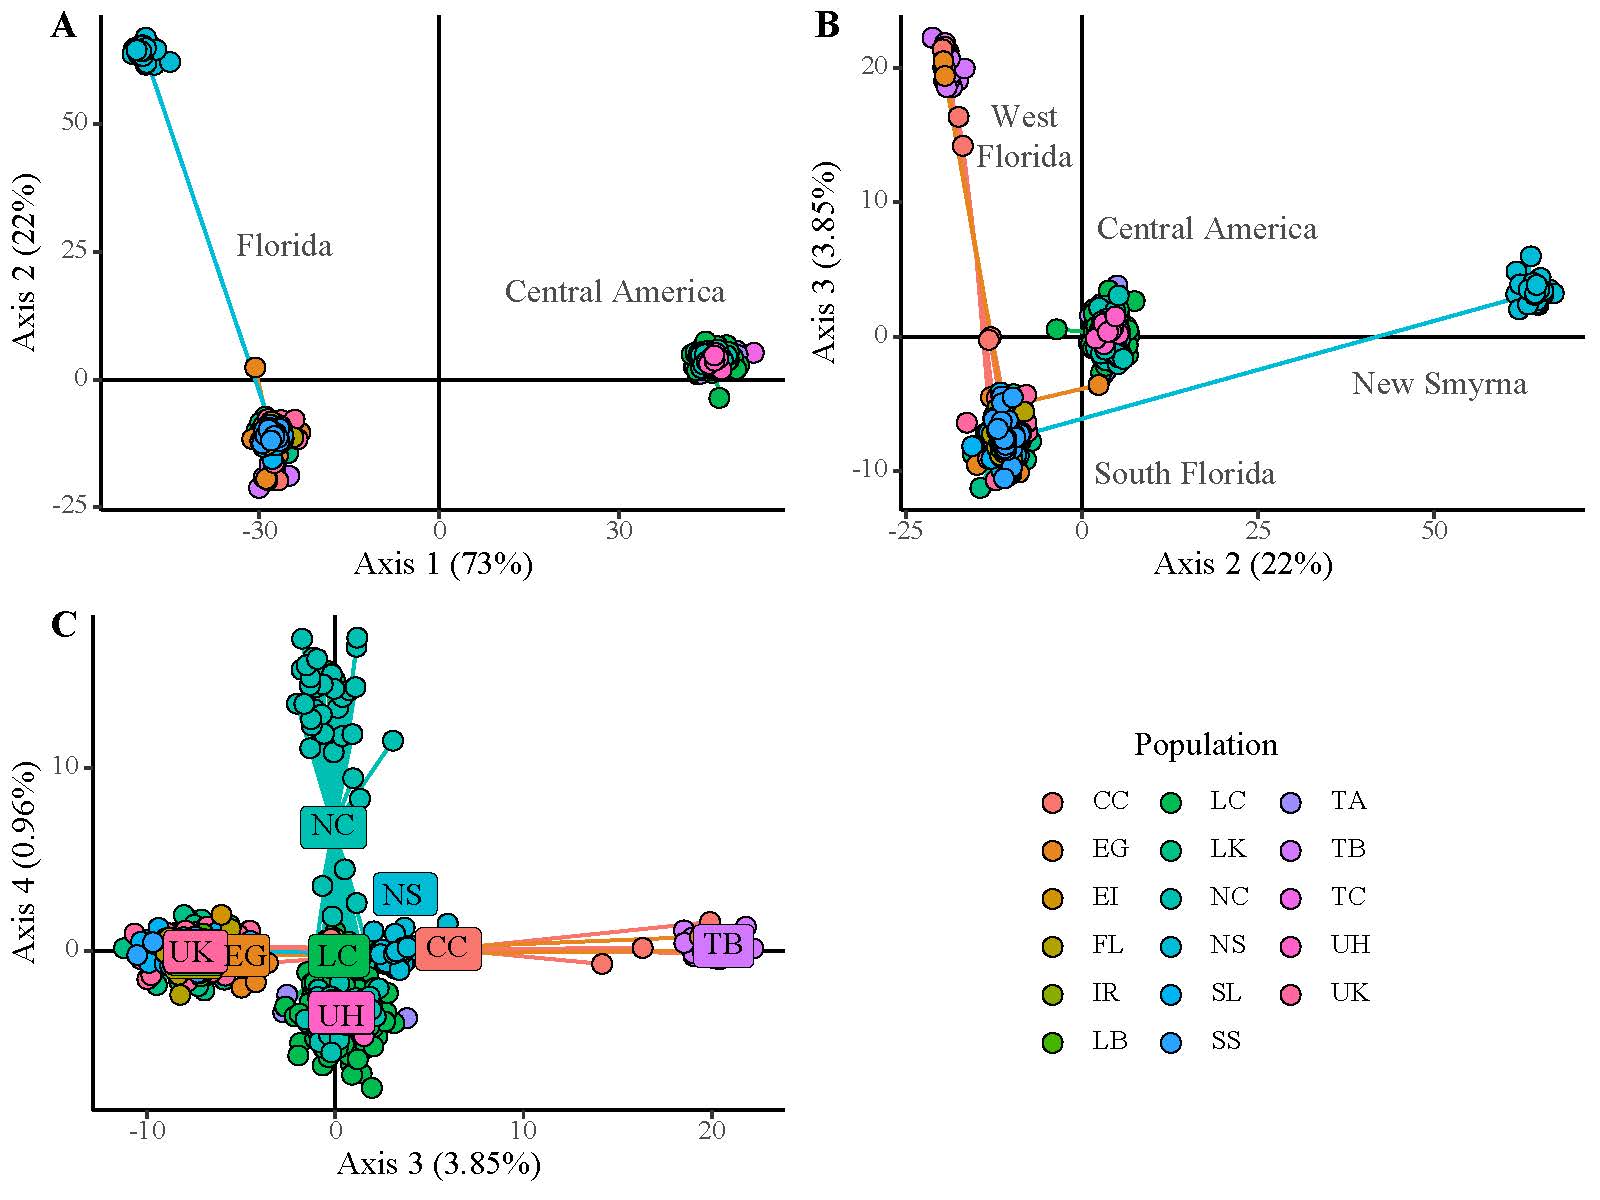 A
50
25
0
-25
-30
0
30
Axis 2 (22%)
Axis 1 (73%)
Florida
Central America
B
20
10
0
-10
-25
0
25
50
Axis 3 (3.85%)
Axis 2 (22%)
West
Florida
Central America
New Smyrna
South Florida
C
10
0
-10
0
10
20
Axis 4 (0.96%)
Axis 3 (3.85%)
NC
NS
UK
EG
LC
CC
TB
UH
Population
CC LC TA
EG LK TB
EI NC TC
FL NS UH
IR SL UK
LB SS